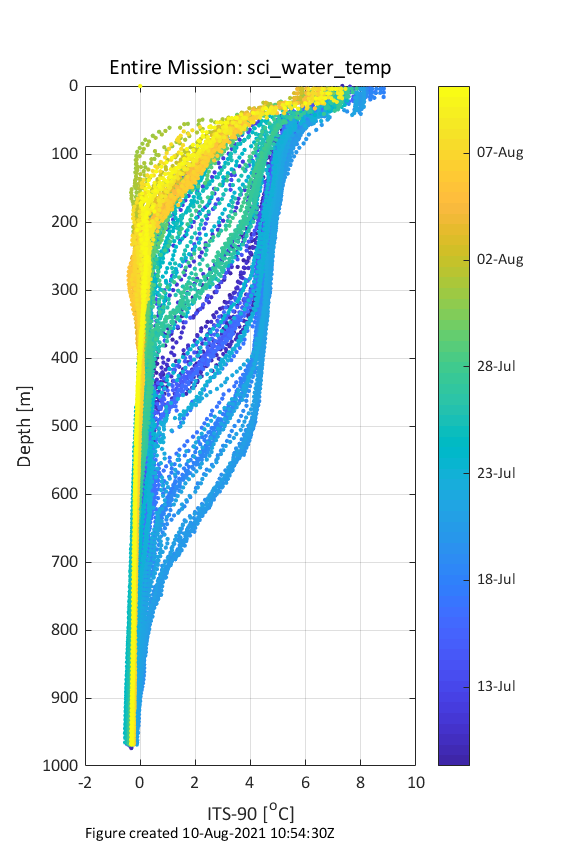 Entire Mission: sci_water_temp
0
100
200
300
400
500
600
700
800
900
1000
Depth [m]
-2 0 2 4 6 8 10
ITS-90 [°C]
Figure created 10-Aug-2021 10:54:30Z
07-Aug
02-Aug
28-Jul
23-Jul
18-Jul
13-Jul